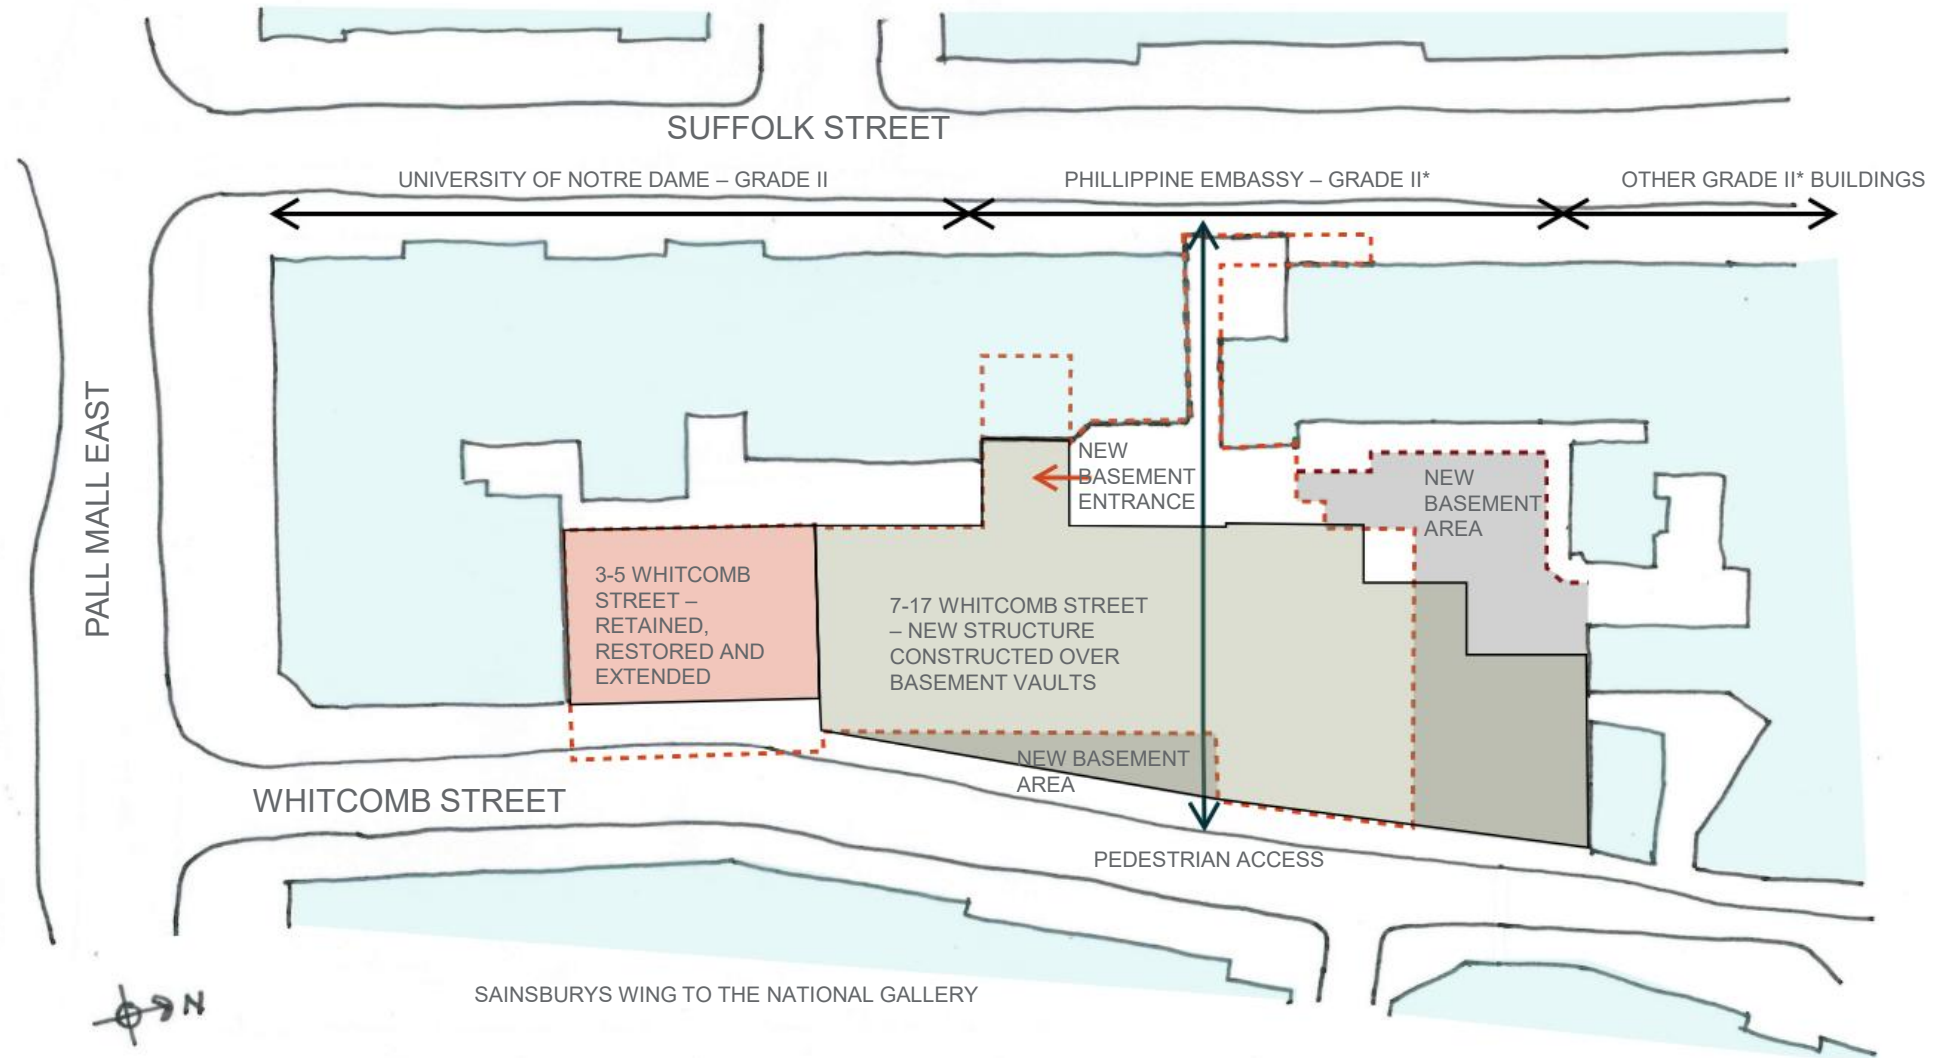 SUFFOLK STREET
UNIVERSITY OF NOTRE DAME – GRADE II
PHILLIPPINE EMBASSY – GRADE II*
OTHER GRADE II* BUILDINGS
PALL MALL EAST
NEW
BASEMENT
ENTRANCE
NEW
BASEMENT
AREA
3-5 WHITCOMB
STREET –
RETAINED,
RESTORED AND
EXTENDED
7-17 WHITCOMB STREET
– NEW STRUCTURE
CONSTRUCTED OVER
BASEMENT VAULTS
NEW BASEMENT
AREA
WHITCOMB STREET
PEDESTRIAN ACCESS
SAINSBURYS WING TO THE NATIONAL GALLERY
N